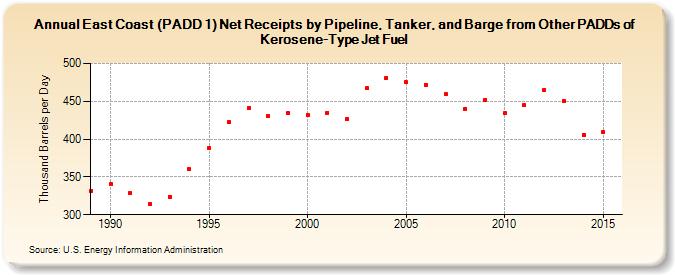 Annual East Coast (PADD 1) Net Receipts by Pipeline, Tanker, and Barge from Other PADDs of
Kerosene-Type Jet Fuel
Thousand Barrels per Day
500
450
400
350
300
1990 1995 2000 2005 2010 2015
Source: U.S. Energy Information Administration